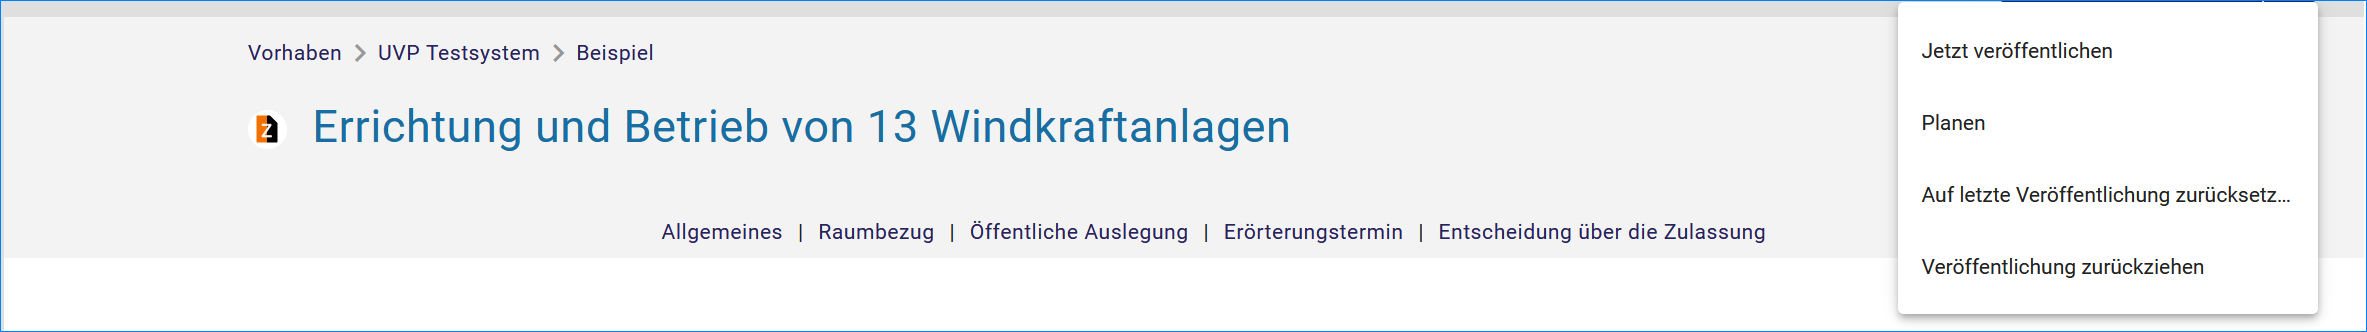 Vorhaben UVP Testsystem Beispiel
Z Errichtung und Betrieb von 13 Windkraftanlagen
Allgemeines | Raumbezug | Öffentliche Auslegung | Erörterungstermin | Entscheidung über die Zulassung
Jetzt veröffentlichen
Planen
Auf letzte Veröffentlichung zurücksetz...
Veröffentlichung zurückziehen